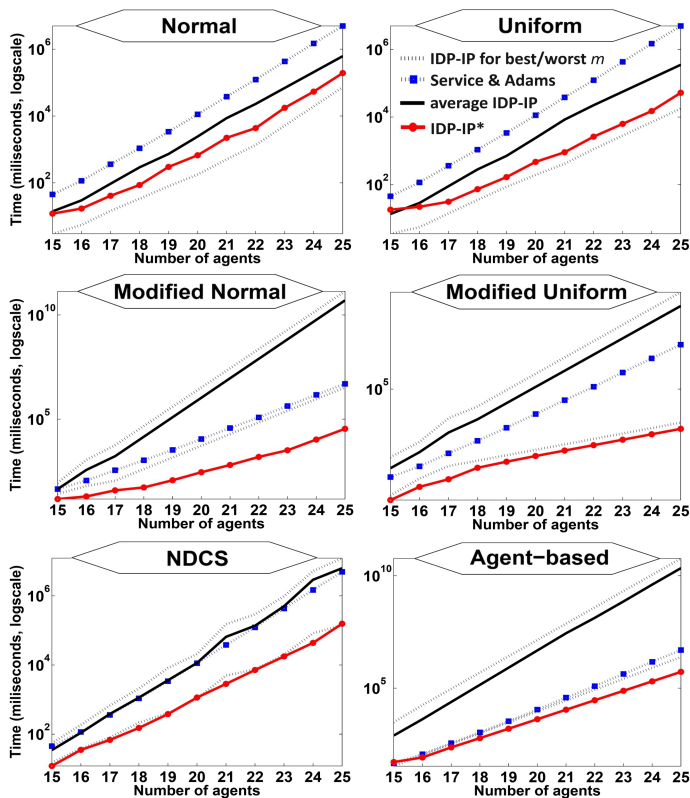 Normal
Uniform
IDP-IP for best/worst m
Service & Adams
average IDP-IP
IDP-IP*
Time (miliseconds, logscale)
10^6
10^4
10^2
15 16 17 18 19 20 21 22 23 24 25
Number of agents
10^6
10^4
10^2
15 16 17 18 19 20 21 22 23 24 25
Number of agents
Modified Normal
Modified Uniform
Time (miliseconds, logscale)
10^10
10^5
15 16 17 18 19 20 21 22 23 24 25
Number of agents
10^5
15 16 17 18 19 20 21 22 23 24 25
Number of agents
NDCS
Agent−based
Time (miliseconds, logscale)
10^6
10^4
10^2
15 16 17 18 19 20 21 22 23 24 25
Number of agents
10^10
10^5
15 16 17 18 19 20 21 22 23 24 25
Number of agents